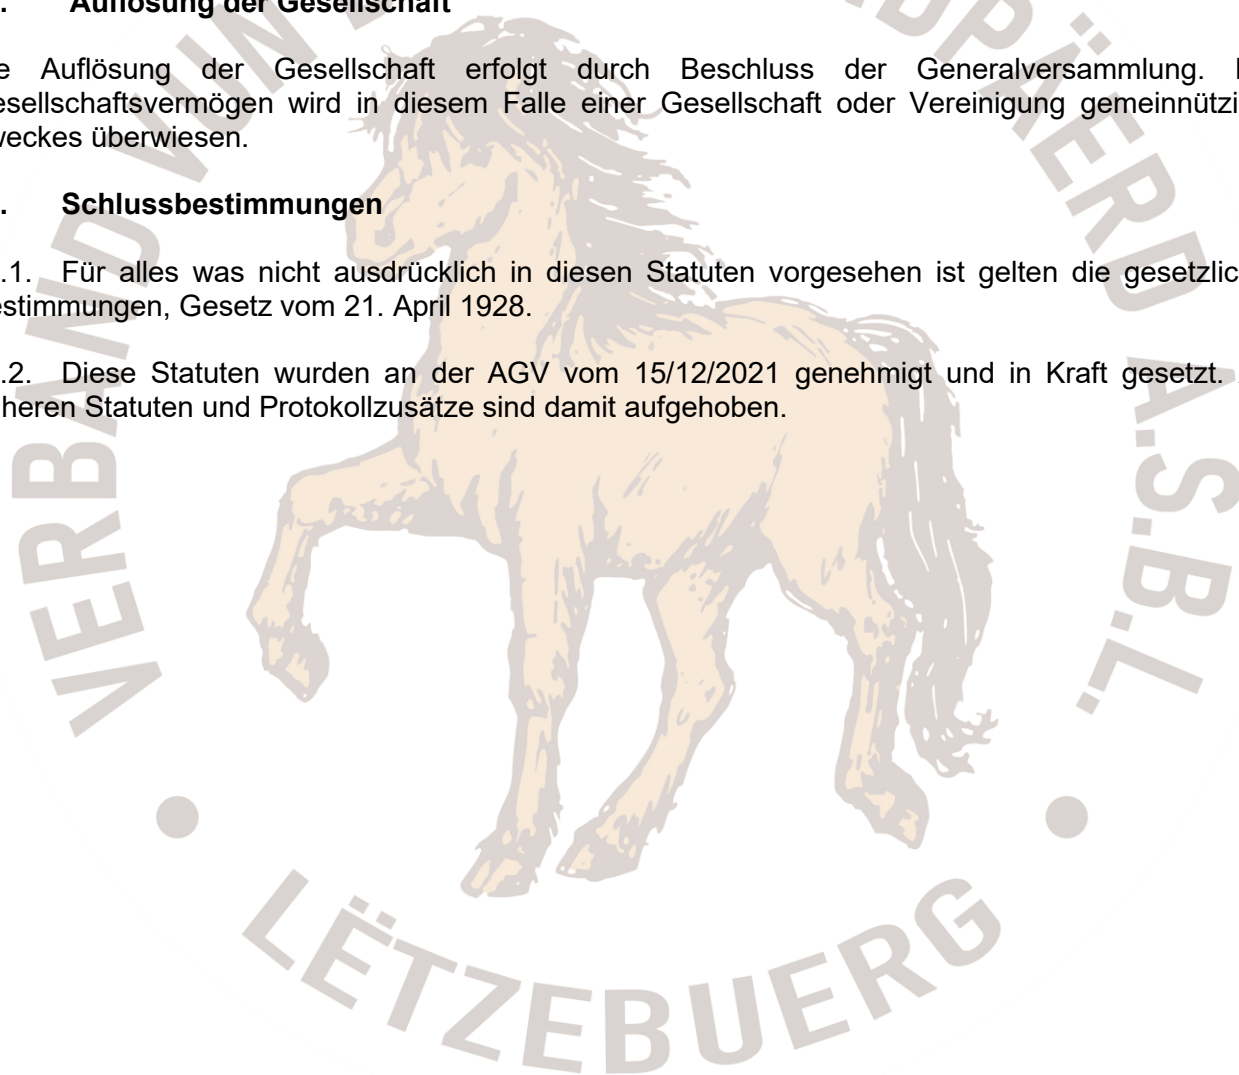 . Auflösung der Gesellschaft
e Auflösung der Gesellschaft erfolgt durch Beschluss der Generalversammlung.
esellschaftsvermögen wird in diesem Falle einer Gesellschaft oder Vereinigung gemeinnützi
weckes überwiesen.
. Schlussbestimmungen
.1. Für alles was nicht ausdrücklich in diesen Statuten vorgesehen ist gelten die gesetzlic
estimmungen, Gesetz vom 21. April 1928.
.2. Diese Statuten wurden an der AGV vom 15/12/2021 genehmigt und in Kraft gesetzt.
heren Statuten und Protokollzusätze sind damit aufgehoben.
VERBAND VUN
NDPÄERD A.S.B.L.
LËTZEBUERG